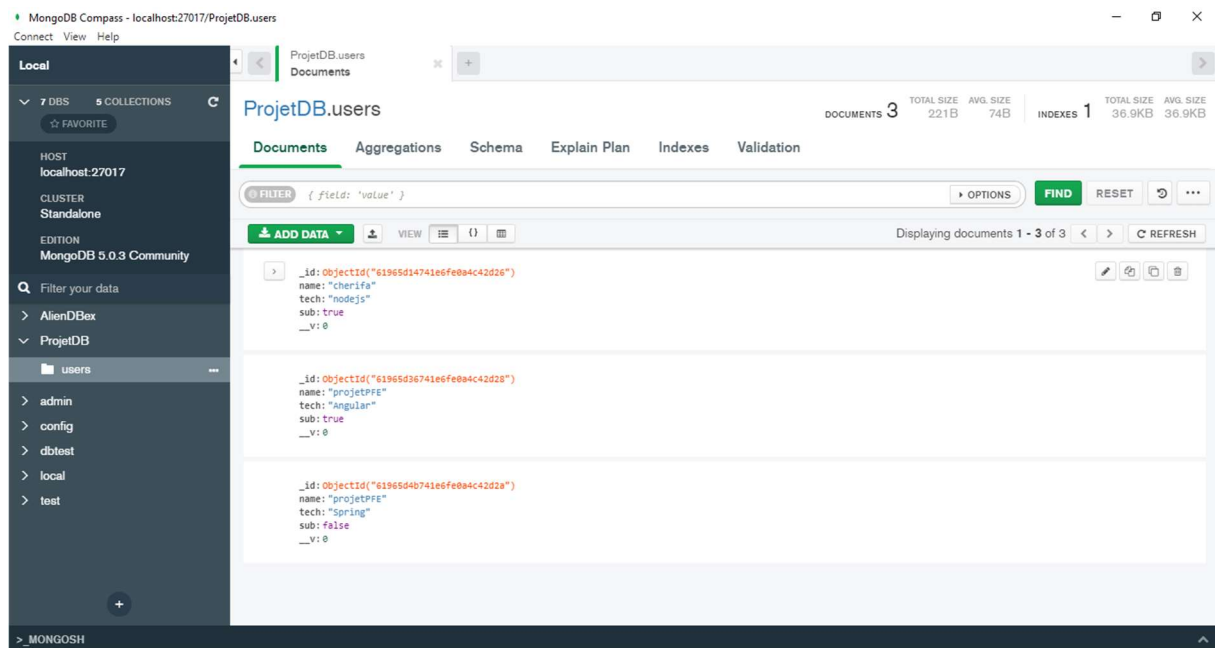 MongoDB Compass - localhost:27017/ProjetDB.users
Connect View Help
Local
7 DBS 5 COLLECTIONS
☆ FAVORITE
HOST
localhost:27017
CLUSTER
Standalone
EDITION
MongoDB 5.0.3 Community
Filter your data
AlienDBex
ProjetDB
users
admin
config
dbtest
local
test
+
ProjetDB.users
Documents
ProjetDB.users
DOCUMENTS 3 TOTAL SIZE 221B AVG. SIZE 74B INDEXES 1 TOTAL SIZE 36.9KB AVG. SIZE 36.9KB
Documents Aggregations Schema Explain Plan Indexes Validation
FILTER { field: 'value' } OPTIONS FIND RESET
ADD DATA VIEW {} Displaying documents 1 - 3 of 3 < > REFRESH
_id: ObjectId("61965d14741e6fe0a4c42d26")
name: "cherifa"
tech: "nodejs"
sub: true
__v: 0
_id: ObjectId("61965d36741e6fe0a4c42d28")
name: "projetPFE"
tech: "Angular"
sub: true
__v: 0
_id: ObjectId("61965d4b741e6fe0a4c42d2a")
name: "projetPFE"
tech: "Spring"
sub: false
__v: 0
>_MONGOSH